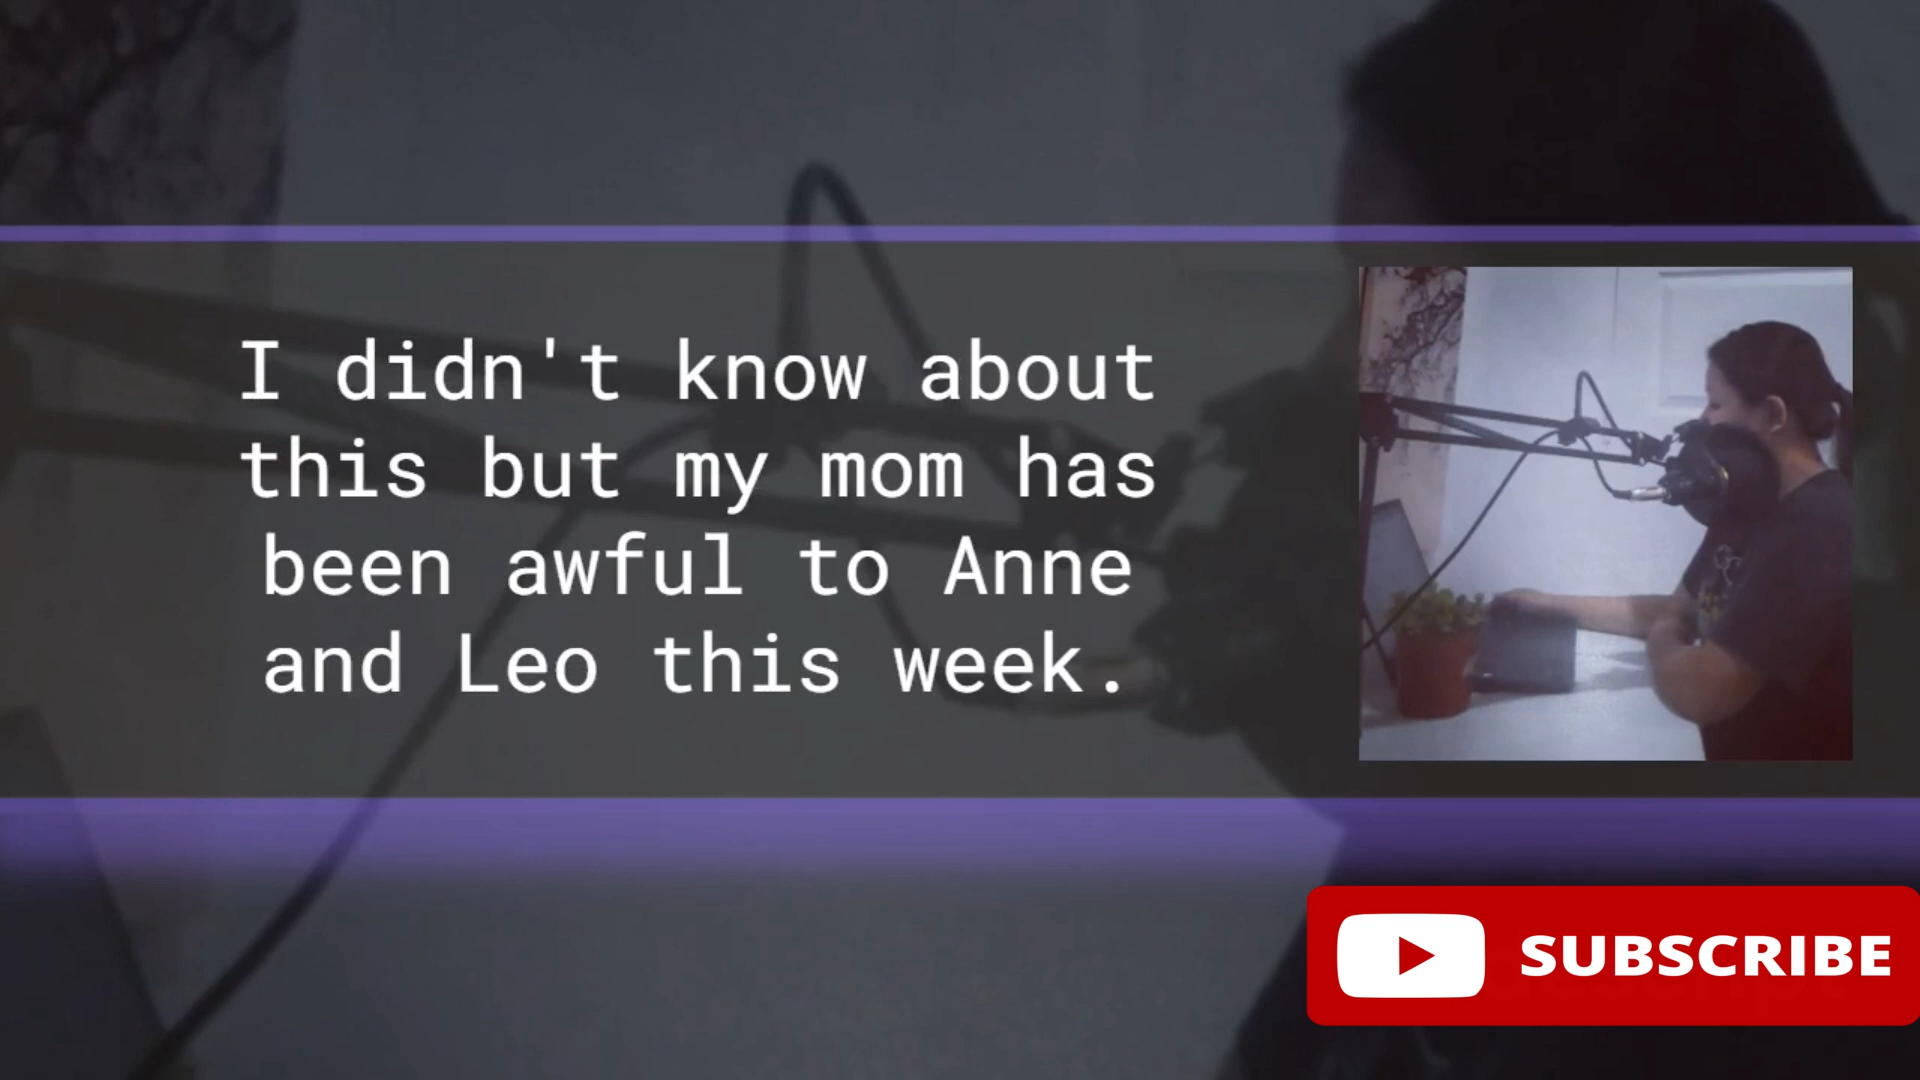 I didn't know about
this but my mom has
been awful to Anne
and Leo this week.
SUBSCRIBE